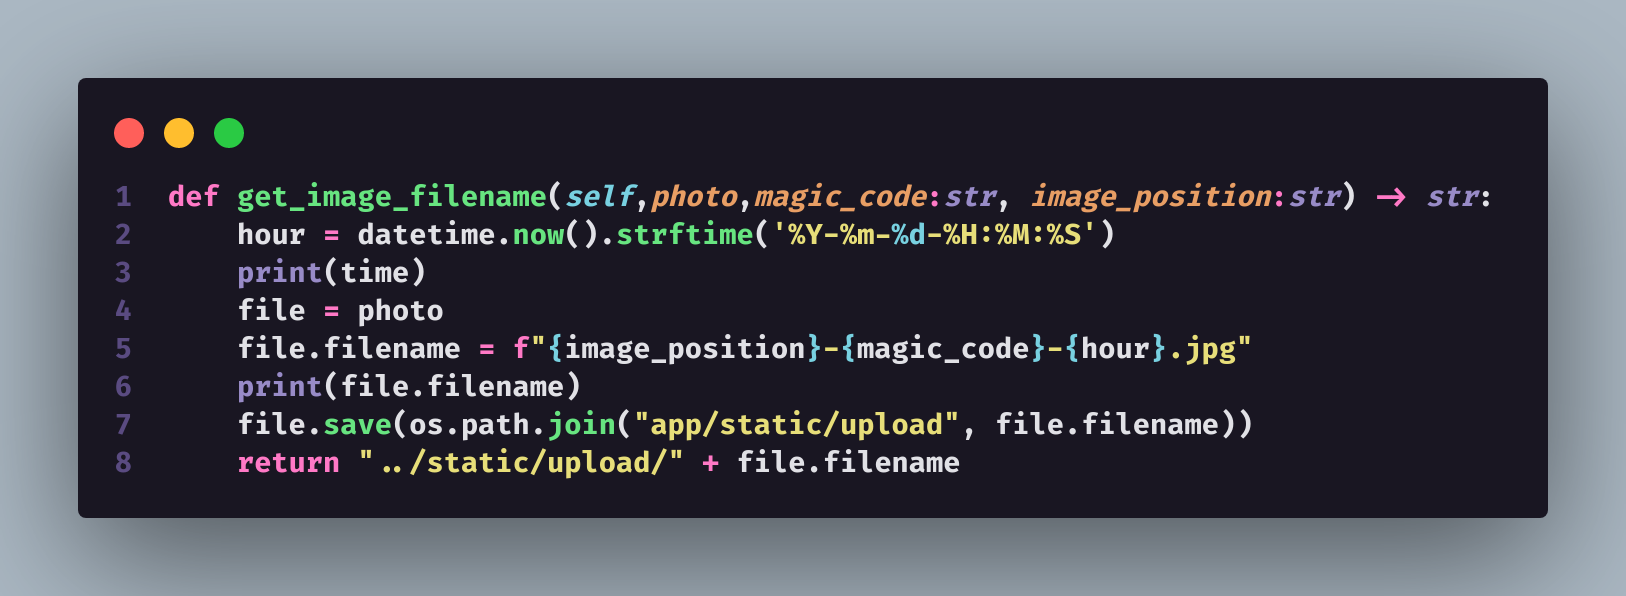 1 def get_image_filename(self,photo,magic_code:str, image_position:str) -> str:
2     hour = datetime.now().strftime('%Y-%m-%d-%H:%M:%S')
3     print(time)
4     file = photo
5     file.filename = f"{image_position}-{magic_code}-{hour}.jpg"
6     print(file.filename)
7     file.save(os.path.join("app/static/upload", file.filename))
8     return "../static/upload/" + file.filename